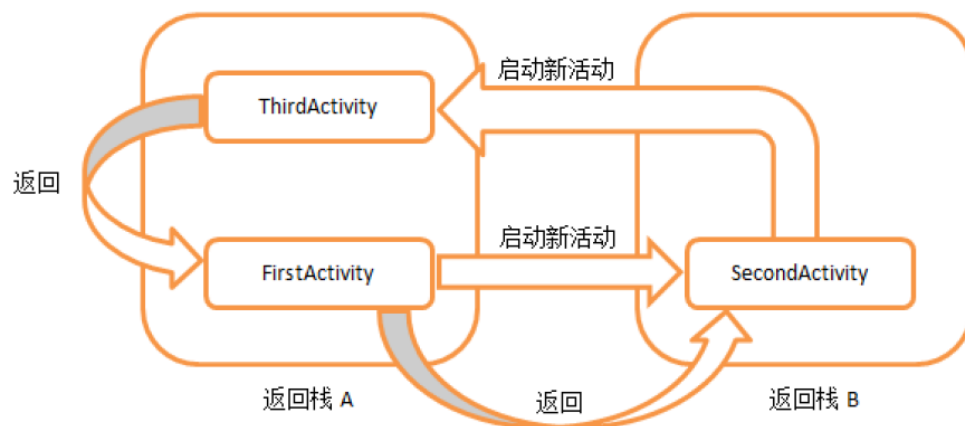 启动新活动
ThirdActivity
返回
启动新活动
FirstActivity
SecondActivity
返回栈 A
返回
返回栈 B